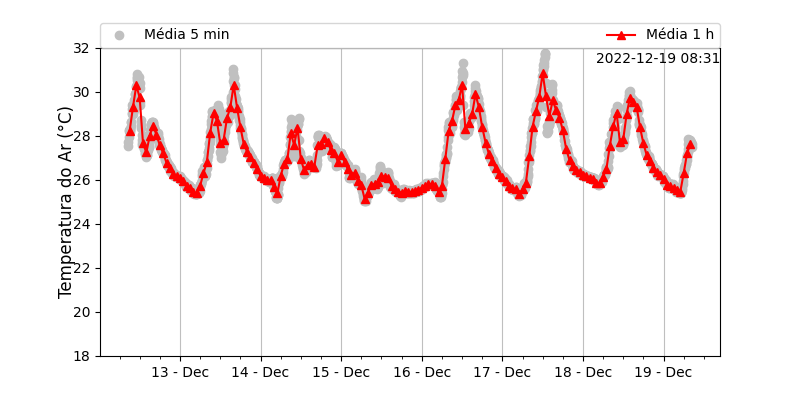 Média 5 min
Média 1 h
2022-12-19 08:31
Temperatura do Ar (°C)
32
30
28
26
24
22
20
18
13 - Dec
14 - Dec
15 - Dec
16 - Dec
17 - Dec
18 - Dec
19 - Dec